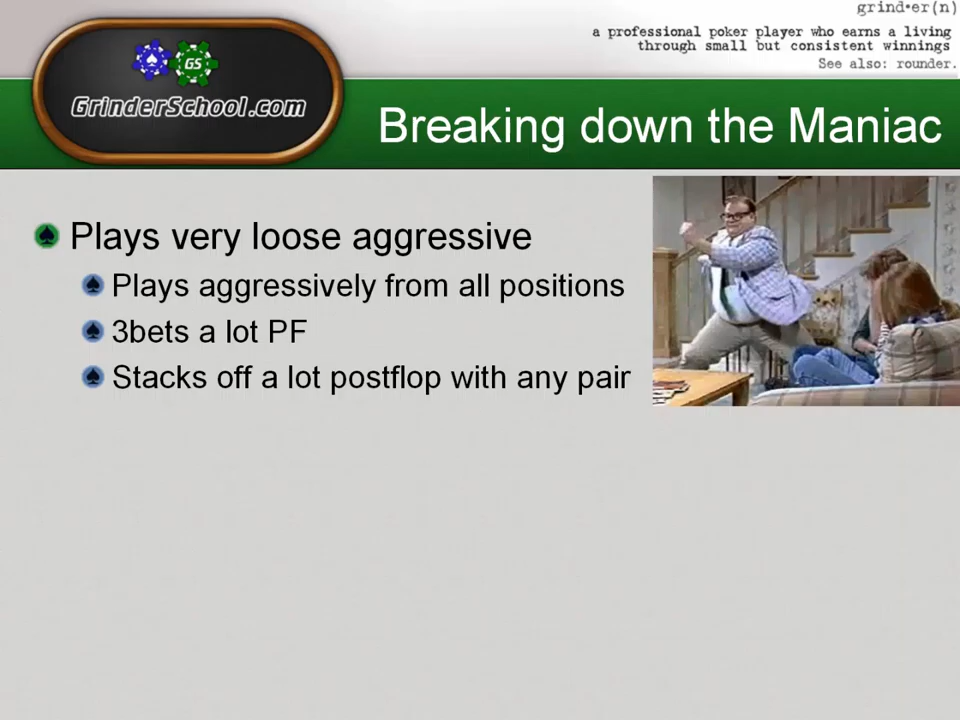 grind•er(n)
a professional poker player who earns a living
through small but consistent winnings
See also: rounder.
GS
GrinderSchool.com
Breaking down the Maniac
Plays very loose aggressive
Plays aggressively from all positions
3bets a lot PF
Stacks off a lot postflop with any pair